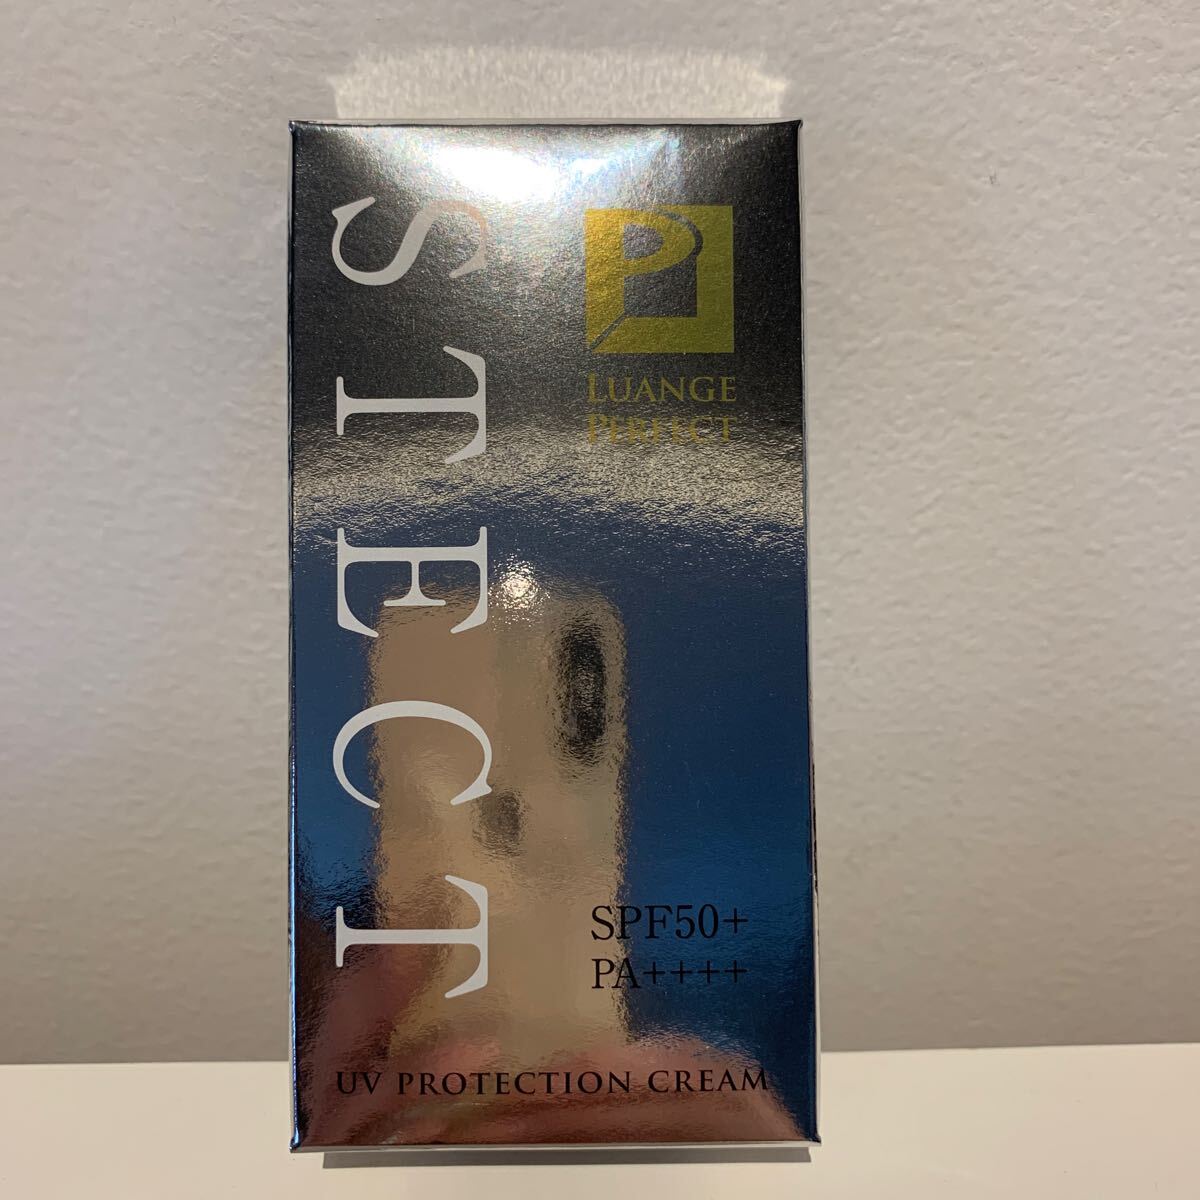 STECT
P
LUANGE
PERFECT
SPF50+
PA++++
UV PROTECTION CREAM